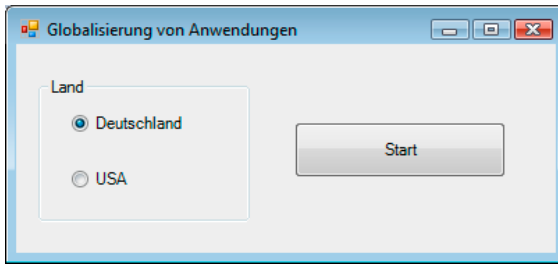 Globalisierung von Anwendungen
Land
Deutschland
Start
USA